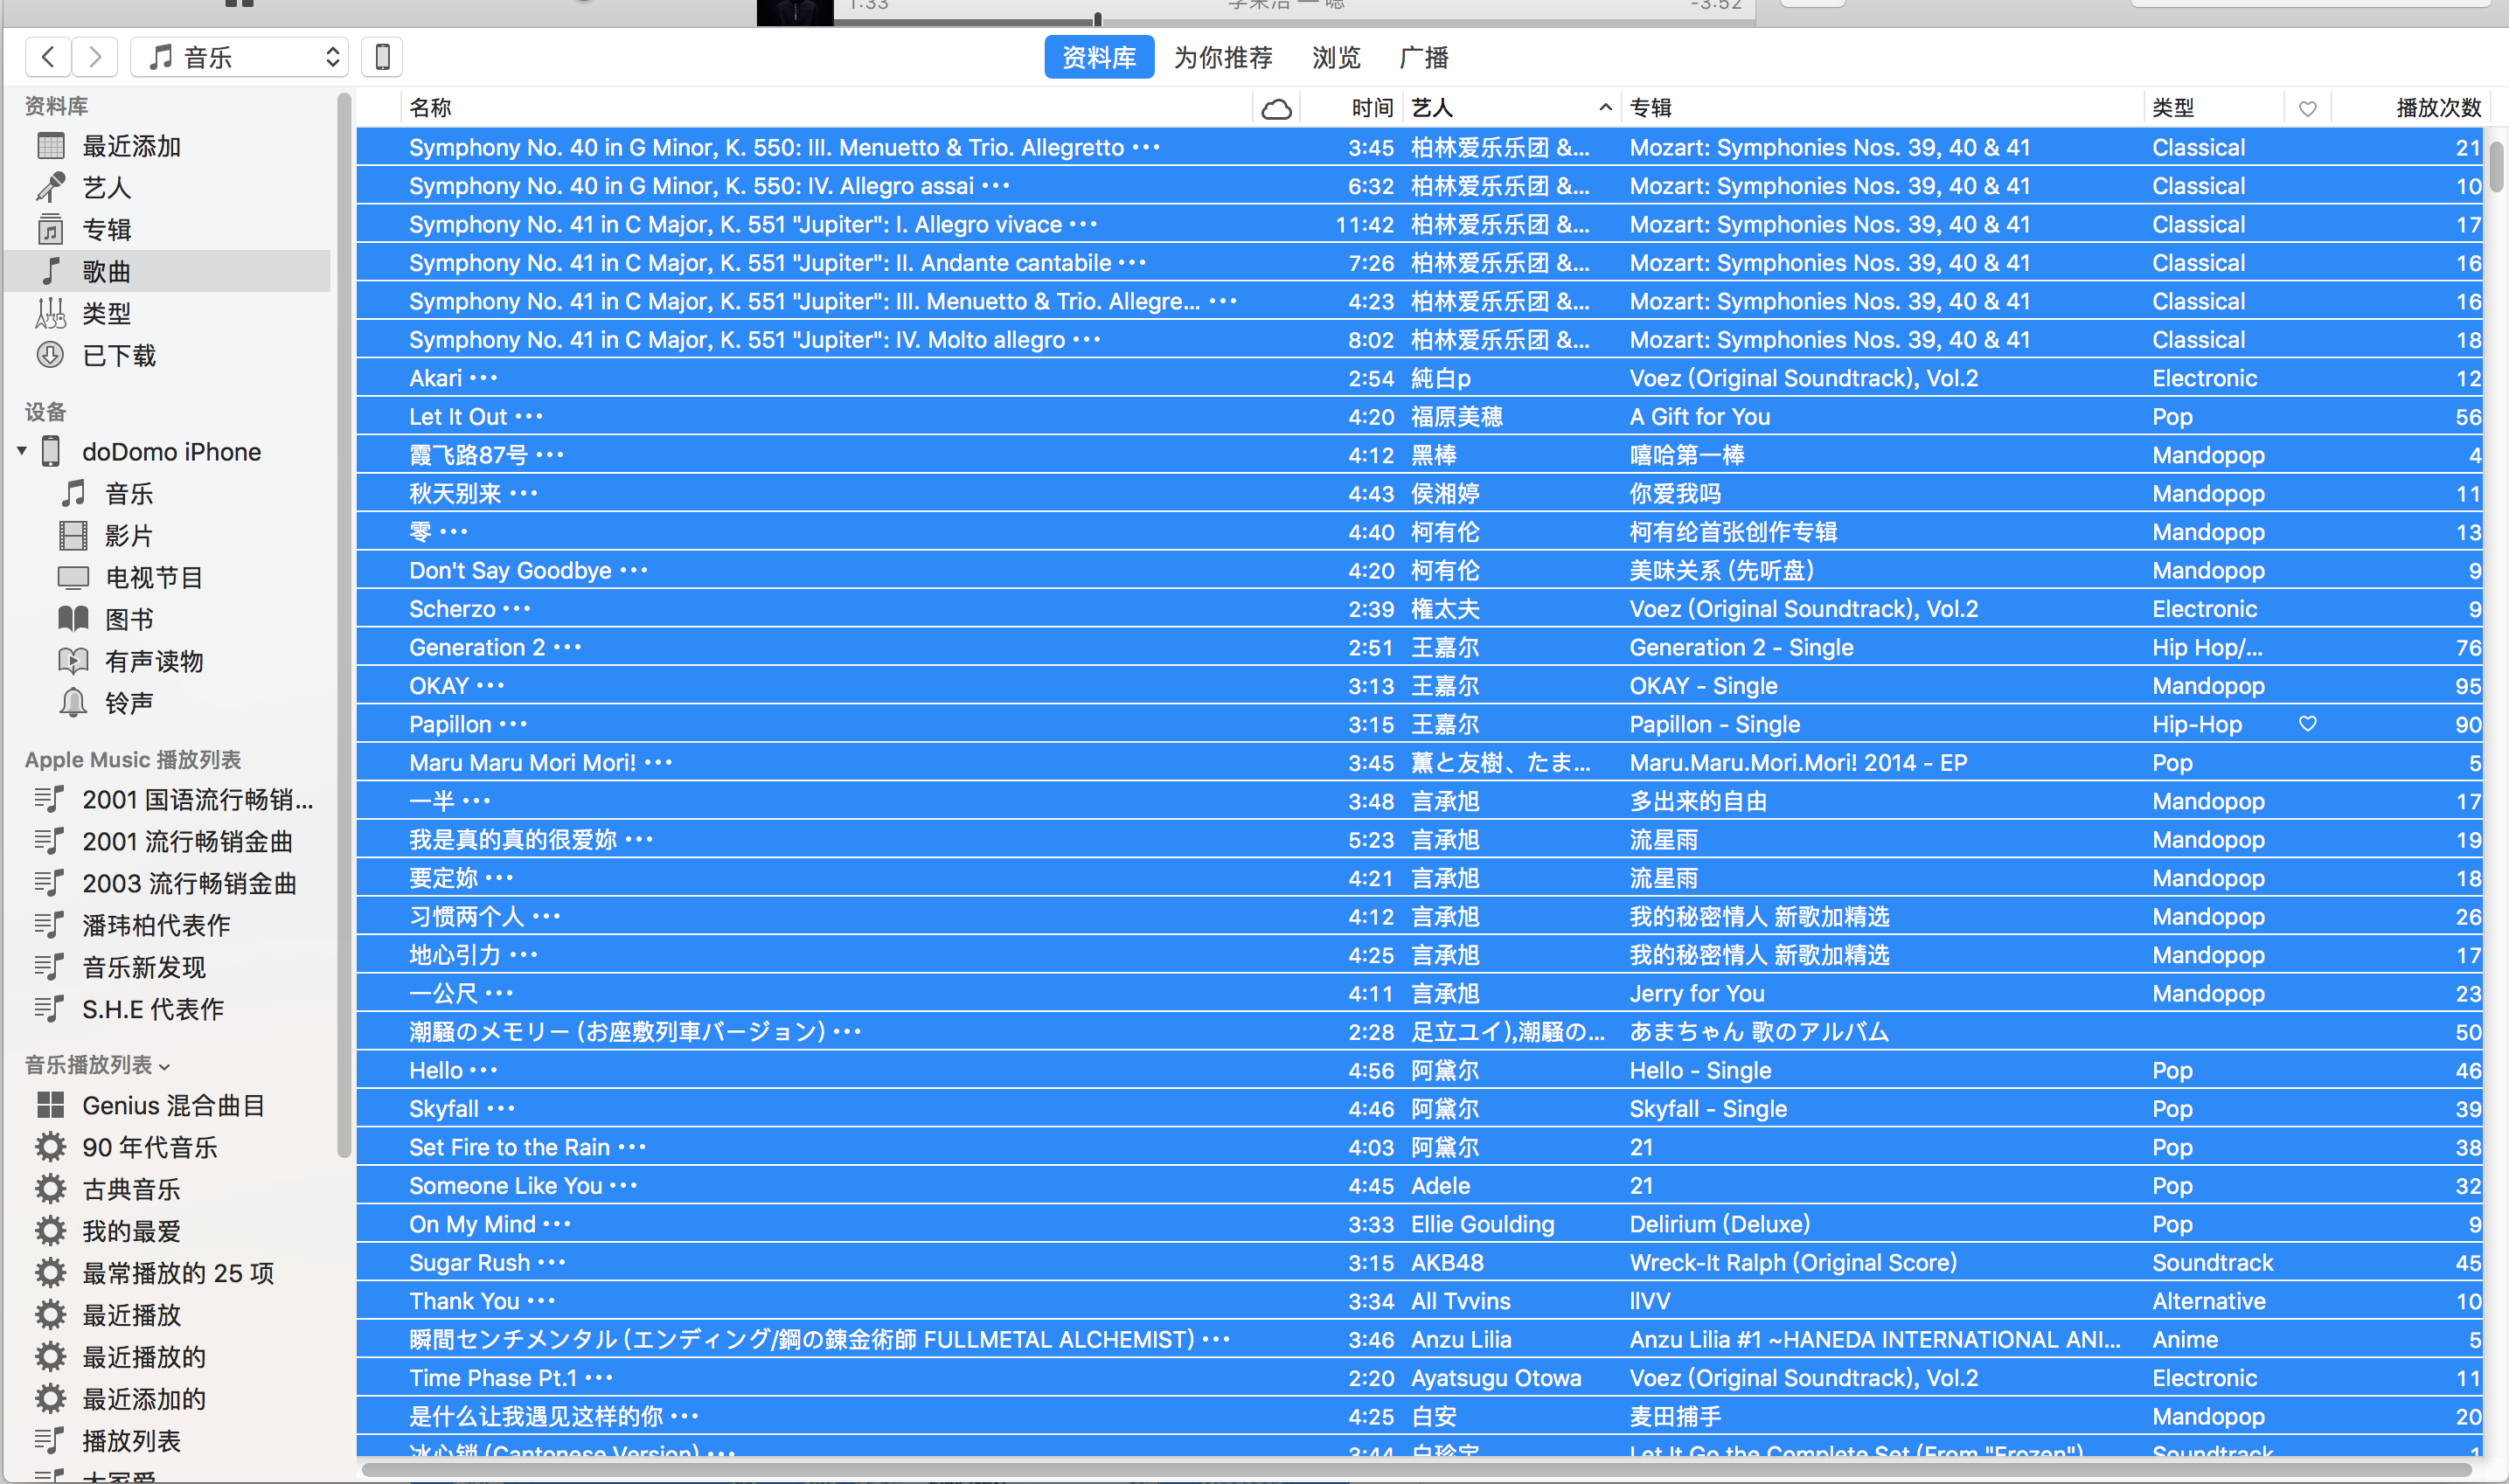 1:33 李荣浩 — 嗯 -3:52
音乐 资料库 为你推荐 浏览 广播
资料库
最近添加
艺人
专辑
歌曲
类型
已下载
设备
doDomo iPhone
音乐
影片
电视节目
图书
有声读物
铃声
Apple Music 播放列表
2001 国语流行畅销...
2001 流行畅销金曲
2003 流行畅销金曲
潘玮柏代表作
音乐新发现
S.H.E 代表作
音乐播放列表
Genius 混合曲目
90 年代音乐
古典音乐
我的最爱
最常播放的 25 项
最近播放
最近播放的
最近添加的
播放列表
大冢爱
名称 时间 艺人 专辑 类型 播放次数
Symphony No. 40 in G Minor, K. 550: III. Menuetto & Trio. Allegretto ••• 3:45 柏林爱乐乐团 &... Mozart: Symphonies Nos. 39, 40 & 41 Classical 21
Symphony No. 40 in G Minor, K. 550: IV. Allegro assai ••• 6:32 柏林爱乐乐团 &... Mozart: Symphonies Nos. 39, 40 & 41 Classical 10
Symphony No. 41 in C Major, K. 551 "Jupiter": I. Allegro vivace ••• 11:42 柏林爱乐乐团 &... Mozart: Symphonies Nos. 39, 40 & 41 Classical 17
Symphony No. 41 in C Major, K. 551 "Jupiter": II. Andante cantabile ••• 7:26 柏林爱乐乐团 &... Mozart: Symphonies Nos. 39, 40 & 41 Classical 16
Symphony No. 41 in C Major, K. 551 "Jupiter": III. Menuetto & Trio. Allegre... ••• 4:23 柏林爱乐乐团 &... Mozart: Symphonies Nos. 39, 40 & 41 Classical 16
Symphony No. 41 in C Major, K. 551 "Jupiter": IV. Molto allegro ••• 8:02 柏林爱乐乐团 &... Mozart: Symphonies Nos. 39, 40 & 41 Classical 18
Akari ••• 2:54 純白p Voez (Original Soundtrack), Vol.2 Electronic 12
Let It Out ••• 4:20 福原美穂 A Gift for You Pop 56
霞飞路87号 ••• 4:12 黑棒 嘻哈第一棒 Mandopop 4
秋天别来 ••• 4:43 侯湘婷 你爱我吗 Mandopop 11
零 ••• 4:40 柯有伦 柯有纶首张创作专辑 Mandopop 13
Don't Say Goodbye ••• 4:20 柯有伦 美味关系 (先听盘) Mandopop 9
Scherzo ••• 2:39 権太夫 Voez (Original Soundtrack), Vol.2 Electronic 9
Generation 2 ••• 2:51 王嘉尔 Generation 2 - Single Hip Hop/... 76
OKAY ••• 3:13 王嘉尔 OKAY - Single Mandopop 95
Papillon ••• 3:15 王嘉尔 Papillon - Single Hip-Hop 90
Maru Maru Mori Mori! ••• 3:45 薫と友樹、たま... Maru.Maru.Mori.Mori! 2014 - EP Pop 5
一半 ••• 3:48 言承旭 多出来的自由 Mandopop 17
我是真的真的很爱妳 ••• 5:23 言承旭 流星雨 Mandopop 19
要定妳 ••• 4:21 言承旭 流星雨 Mandopop 18
习惯两个人 ••• 4:12 言承旭 我的秘密情人 新歌加精选 Mandopop 26
地心引力 ••• 4:25 言承旭 我的秘密情人 新歌加精选 Mandopop 17
一公尺 ••• 4:11 言承旭 Jerry for You Mandopop 23
潮騒のメモリー (お座敷列車バージョン) ••• 2:28 足立ユイ),潮騒の... あまちゃん 歌のアルバム 50
Hello ••• 4:56 阿黛尔 Hello - Single Pop 46
Skyfall ••• 4:46 阿黛尔 Skyfall - Single Pop 39
Set Fire to the Rain ••• 4:03 阿黛尔 21 Pop 38
Someone Like You ••• 4:45 Adele 21 Pop 32
On My Mind ••• 3:33 Ellie Goulding Delirium (Deluxe) Pop 9
Sugar Rush ••• 3:15 AKB48 Wreck-It Ralph (Original Score) Soundtrack 45
Thank You ••• 3:34 All Tvvins llVV Alternative 10
瞬間センチメンタル (エンディング/鋼の錬金術師 FULLMETAL ALCHEMIST) ••• 3:46 Anzu Lilia Anzu Lilia #1 ~HANEDA INTERNATIONAL ANI... Anime 5
Time Phase Pt.1 ••• 2:20 Ayatsugu Otowa Voez (Original Soundtrack), Vol.2 Electronic 11
是什么让我遇见这样的你 ••• 4:25 白安 麦田捕手 Mandopop 20
冰心锁 (Cantonese Version) ••• 3:44 白珍宝 Let It Go the Complete Set (From "Frozen") Soundtrack 1